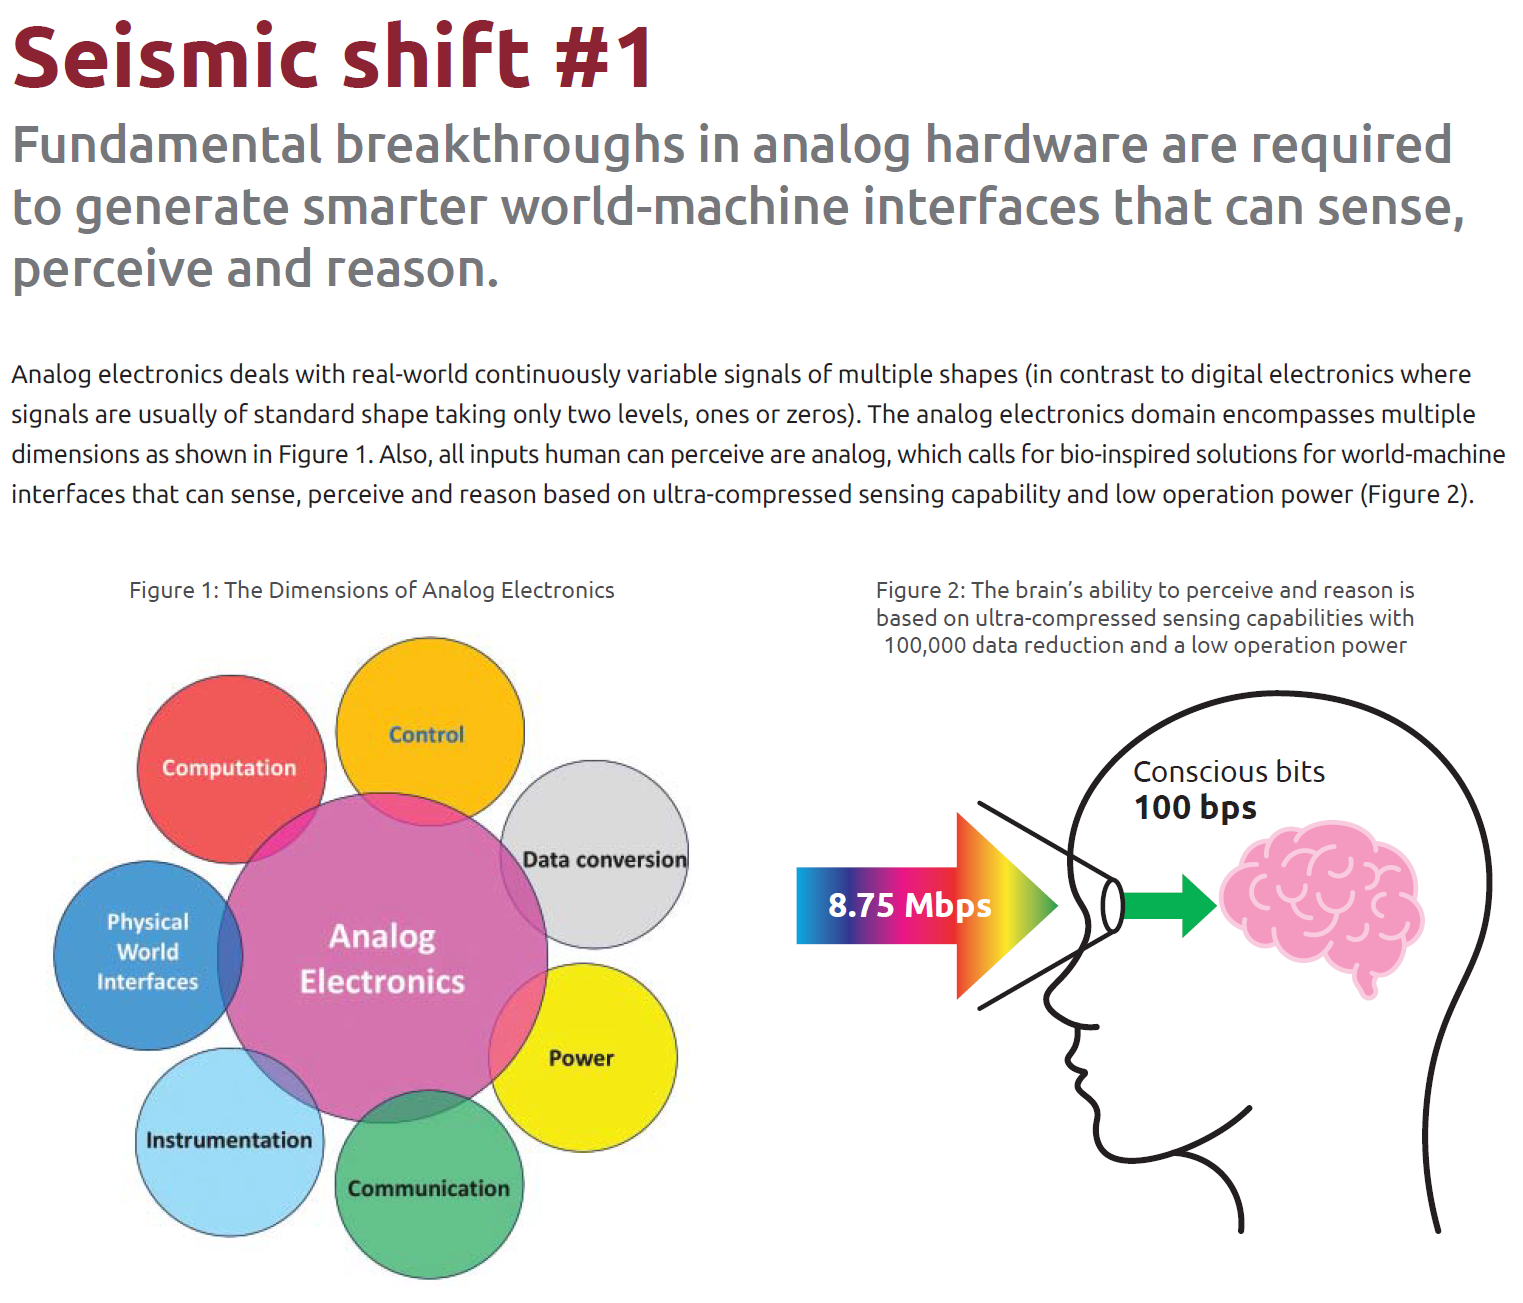 Seismic shift #1
Fundamental breakthroughs in analog hardware are required
to generate smarter world-machine interfaces that can sense,
perceive and reason.
Analog electronics deals with real-world continuously variable signals of multiple shapes (in contrast to digital electronics where
signals are usually of standard shape taking only two levels, ones or zeros). The analog electronics domain encompasses multiple
dimensions as shown in Figure 1. Also, all inputs human can perceive are analog, which calls for bio-inspired solutions for world-machine
interfaces that can sense, perceive and reason based on ultra-compressed sensing capability and low operation power (Figure 2).
Figure 1: The Dimensions of Analog Electronics
Control
Computation
Data conversion
Physical
World
Interfaces
Analog
Electronics
Power
Instrumentation
Communication
Figure 2: The brain's ability to perceive and reason is
based on ultra-compressed sensing capabilities with
100,000 data reduction and a low operation power
Conscious bits
100 bps
8.75 Mbps